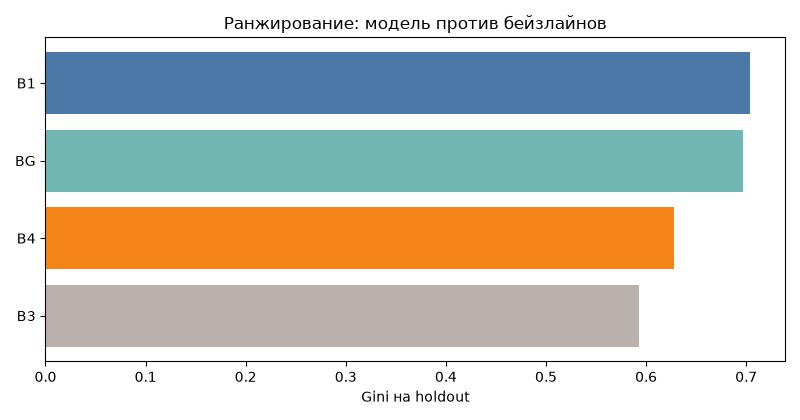 Ранжирование: модель против бейзлайнов
B1
BG
B4
B3
0.0 0.1 0.2 0.3 0.4 0.5 0.6 0.7
Gini на holdout